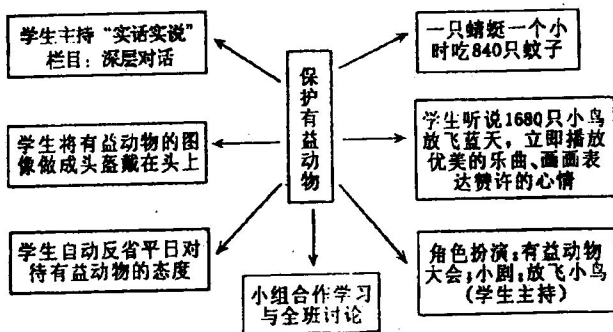 学生主持“实话实说”
栏目：深层对话
学生将有益动物的图
像做成头盔戴在头上
学生自动反省平日对
待有益动物的态度
保护有益动物
小组合作学习
与全班讨论
一只蜻蜓一个小
时吃840只蚊子
学生听说1680只小鸟
放飞蓝天，立即播放
优美的乐曲、画画表
达赞许的心情
角色扮演；有益动物
大会；小剧；放飞小鸟
(学生主持)